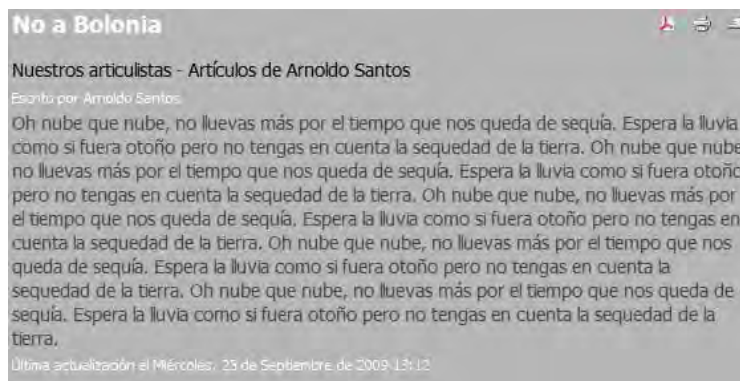 No a Bolonia
Nuestros articulistas - Artículos de Arnoldo Santos
Escrito por Arnoldo Santos
Oh nube que nube, no lluevas más por el tiempo que nos queda de sequía. Espera la lluvia
como si fuera otoño pero no tengas en cuenta la sequedad de la tierra. Oh nube que nube,
no lluevas más por el tiempo que nos queda de sequía. Espera la lluvia como si fuera otoño
pero no tengas en cuenta la sequedad de la tierra. Oh nube que nube, no lluevas más por
el tiempo que nos queda de sequía. Espera la lluvia como si fuera otoño pero no tengas en
cuenta la sequedad de la tierra. Oh nube que nube, no lluevas más por el tiempo que nos
queda de sequía. Espera la lluvia como si fuera otoño pero no tengas en cuenta la
sequedad de la tierra. Oh nube que nube, no lluevas más por el tiempo que nos queda de
sequía. Espera la lluvia como si fuera otoño pero no tengas en cuenta la sequedad de la
tierra.
Última actualización el Miércoles, 23 de Septiembre de 2009 13:12